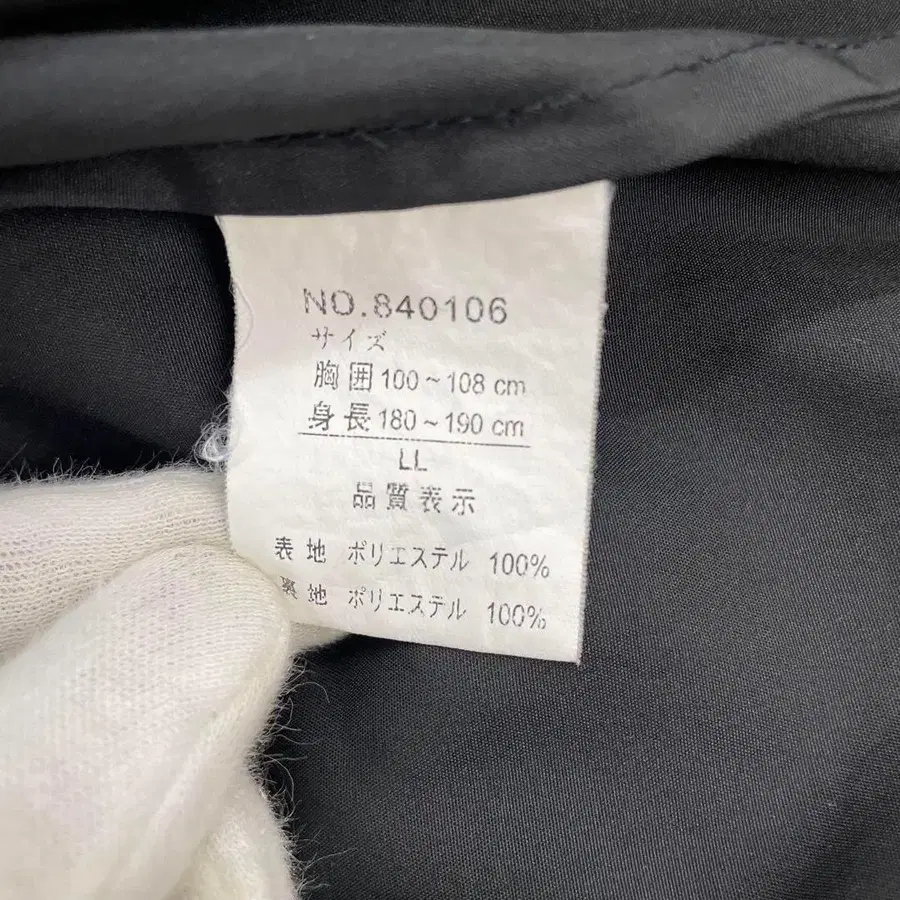 NO.840106
サイズ
胸囲 100~108 cm
身長 180~190 cm
LL
品質表示
表地 ポリエステル 100%
裏地 ポリエステル 100%